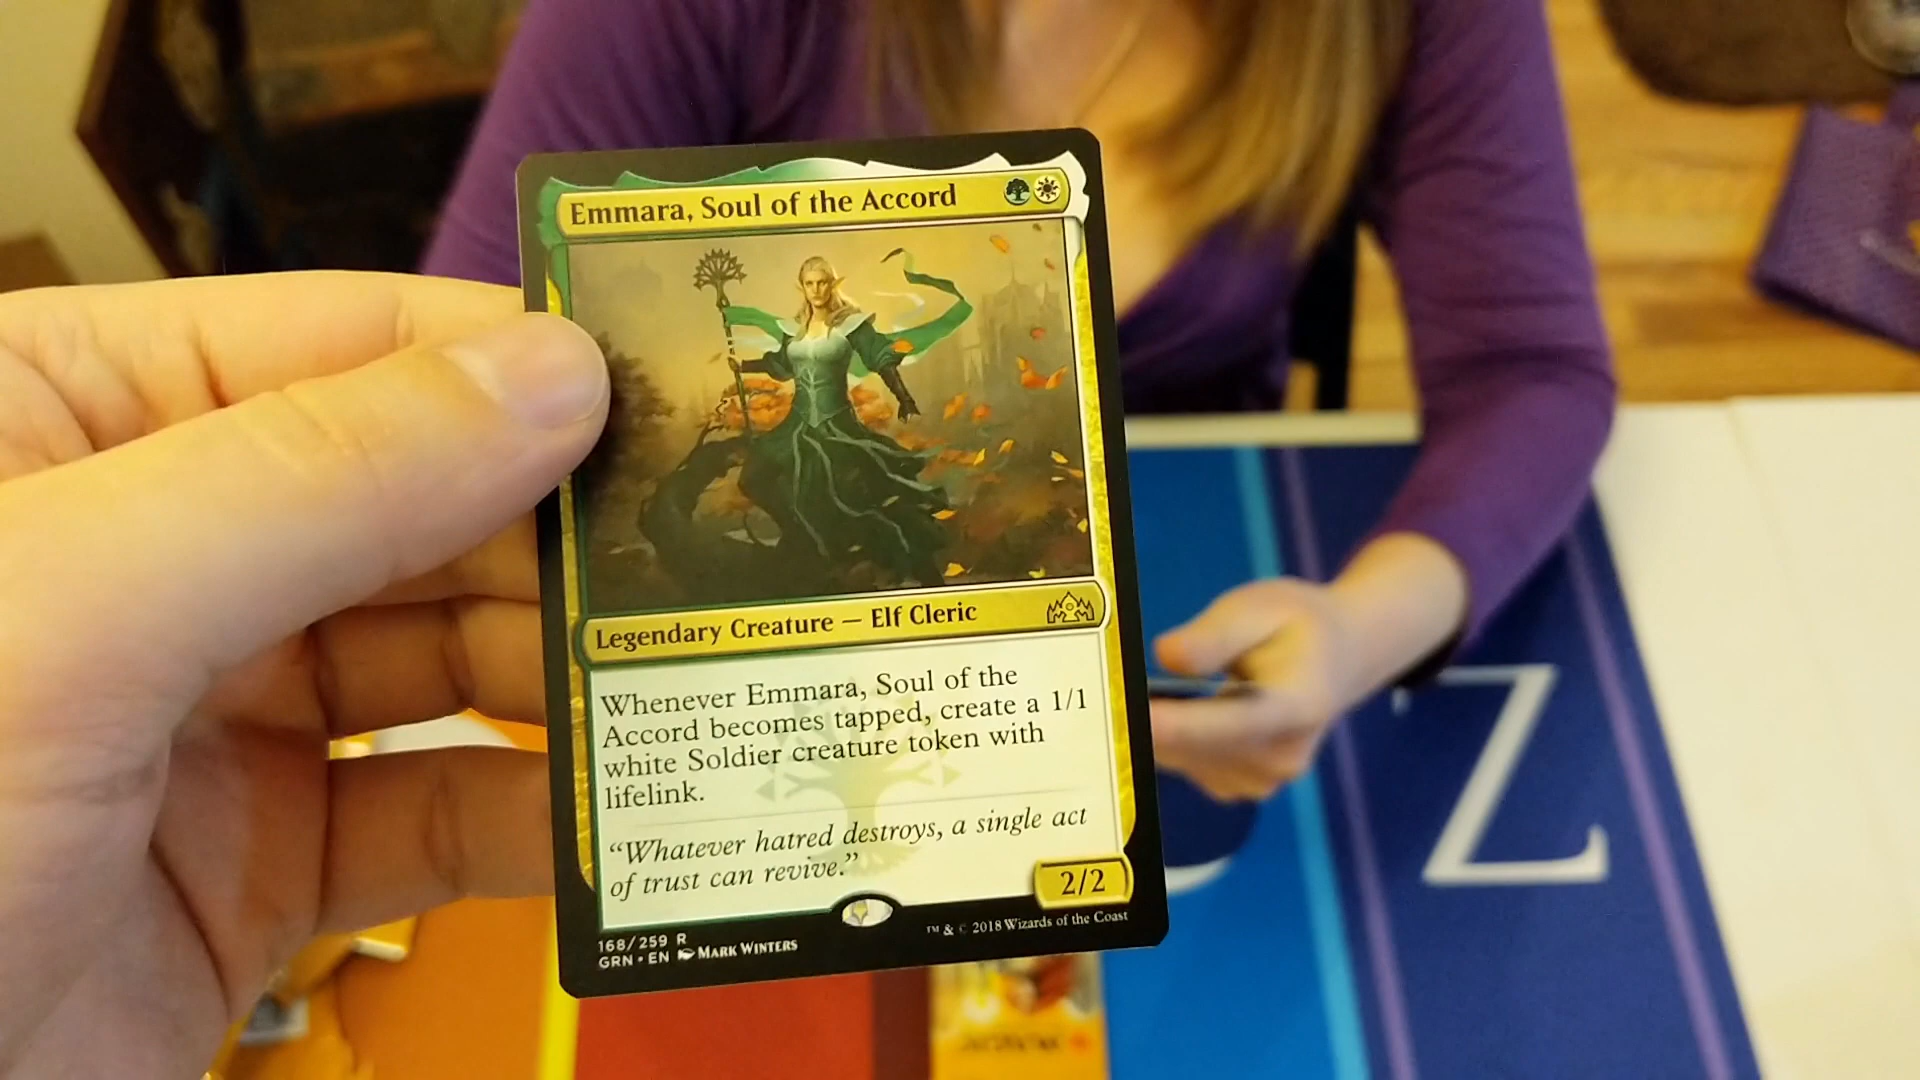 Emmara, Soul of the Accord
Legendary Creature — Elf Cleric
Whenever Emmara, Soul of the
Accord becomes tapped, create a 1/1
white Soldier creature token with
lifelink.
“Whatever hatred destroys, a single act
of trust can revive.”
2/2
168/259 R
GRN • EN MARK WINTERS
™ & © 2018 Wizards of the Coast
Z